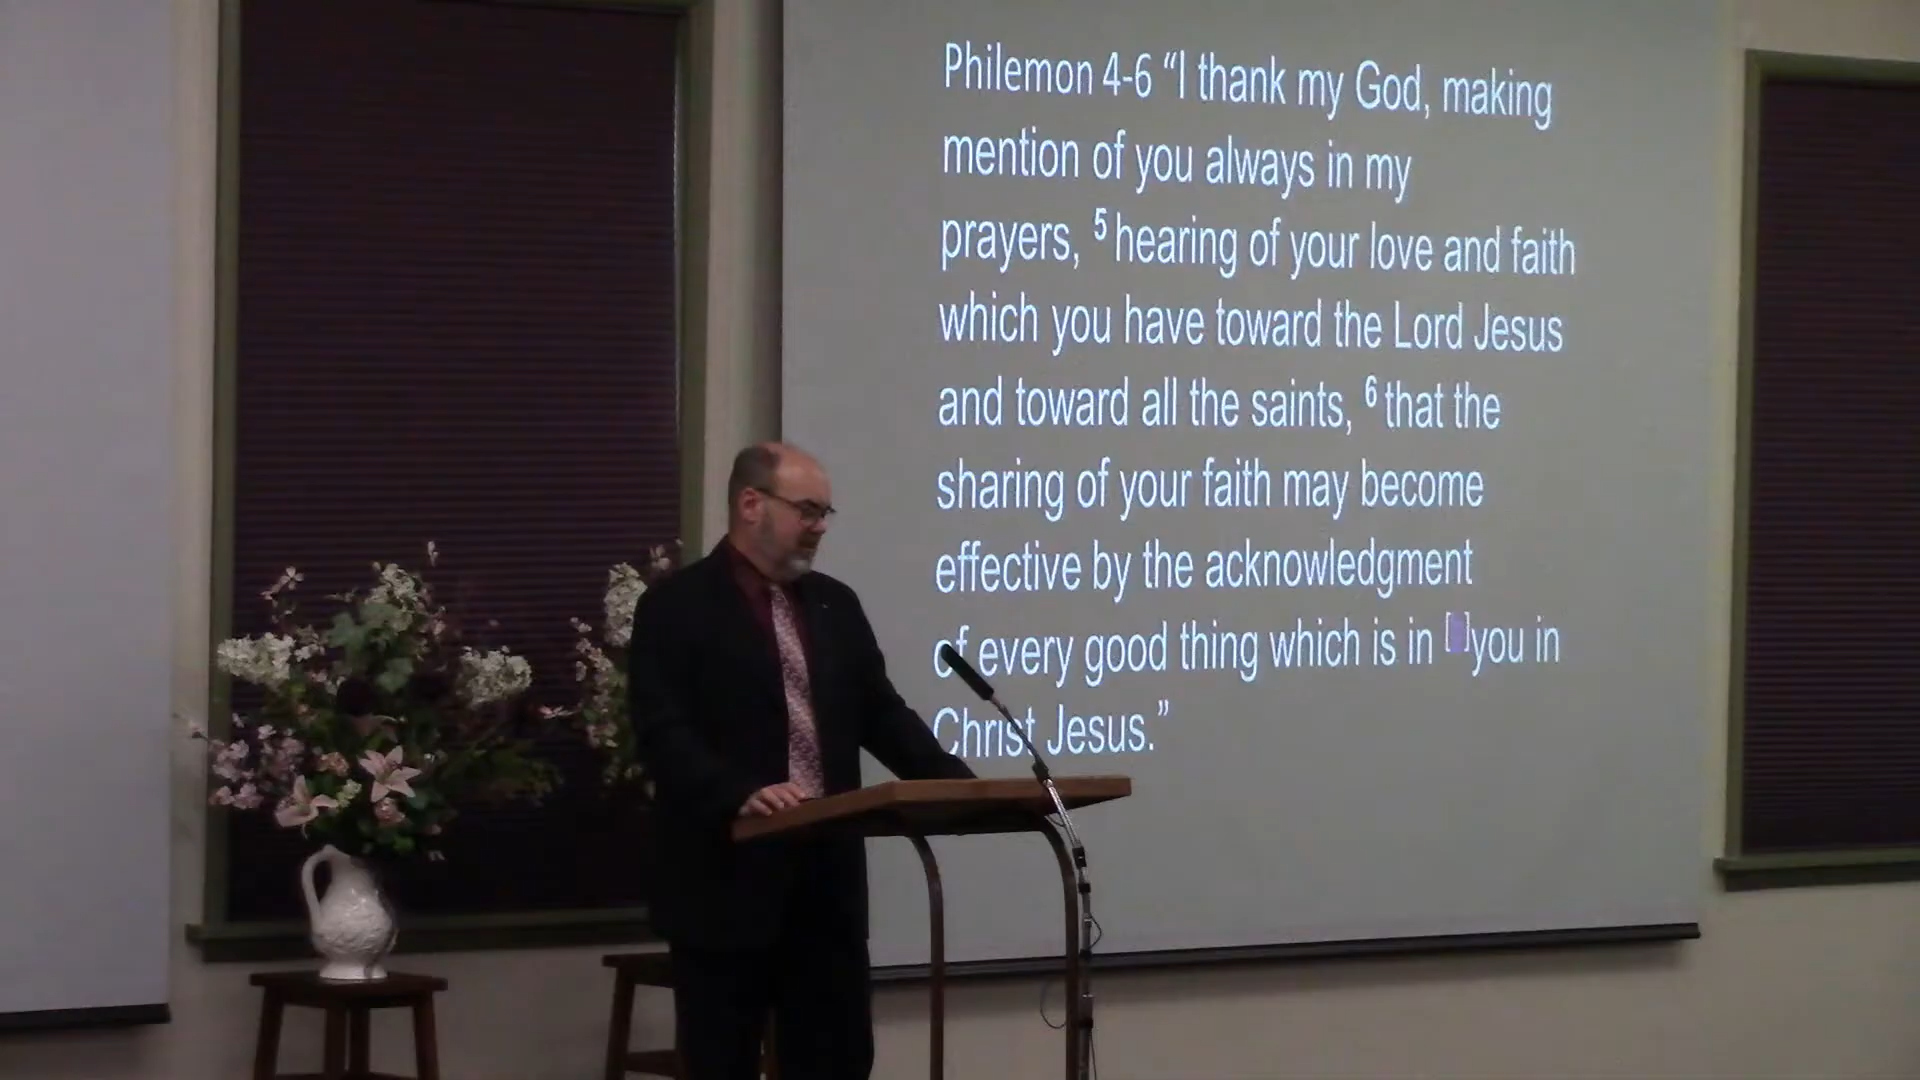 Philemon 4-6 “I thank my God, making
mention of you always in my
prayers, 5 hearing of your love and faith
which you have toward the Lord Jesus
and toward all the saints, 6 that the
sharing of your faith may become
effective by the acknowledgment
of every good thing which is in [ ]you in
Christ Jesus.”